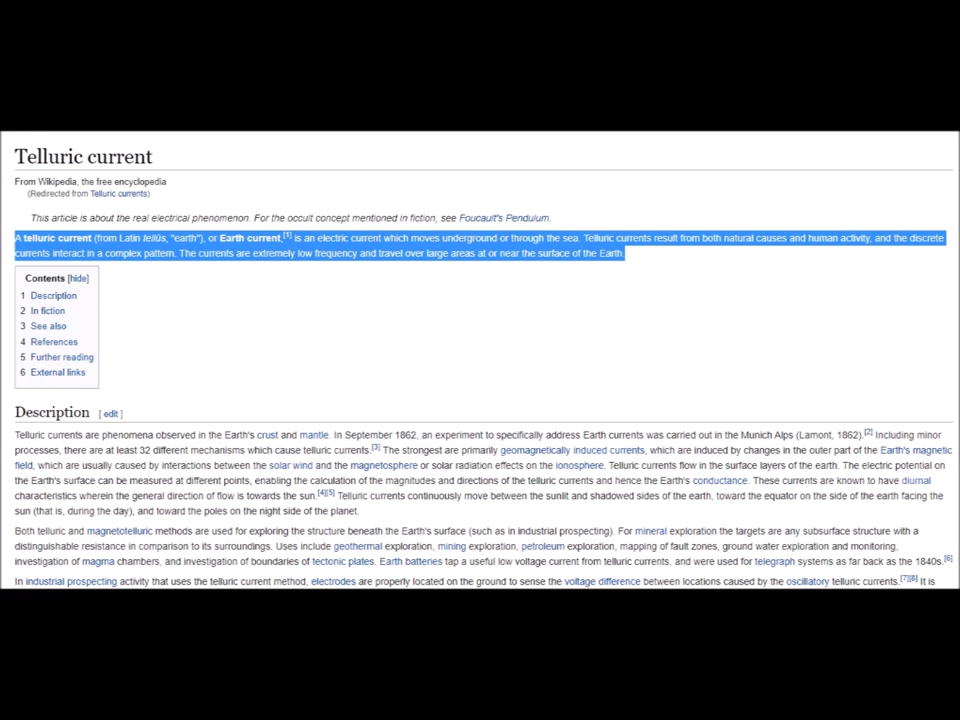 Telluric current
From Wikipedia, the free encyclopedia
(Redirected from Telluric currents)
This article is about the real electrical phenomenon. For the occult concept mentioned in fiction, see Foucault's Pendulum.
A telluric current (from Latin tellūs, "earth"), or Earth current,[1] is an electric current which moves underground or through the sea. Telluric currents result from both natural causes and human activity, and the discrete
currents interact in a complex pattern. The currents are extremely low frequency and travel over large areas at or near the surface of the Earth.
Contents [hide]
1 Description
2 In fiction
3 See also
4 References
5 Further reading
6 External links
Description [ edit ]
Telluric currents are phenomena observed in the Earth's crust and mantle. In September 1862, an experiment to specifically address Earth currents was carried out in the Munich Alps (Lamont, 1862).[2] Including minor
processes, there are at least 32 different mechanisms which cause telluric currents.[3] The strongest are primarily geomagnetically induced currents, which are induced by changes in the outer part of the Earth's magnetic
field, which are usually caused by interactions between the solar wind and the magnetosphere or solar radiation effects on the ionosphere. Telluric currents flow in the surface layers of the earth. The electric potential on
the Earth's surface can be measured at different points, enabling the calculation of the magnitudes and directions of the telluric currents and hence the Earth's conductance. These currents are known to have diurnal
characteristics wherein the general direction of flow is towards the sun.[4][5] Telluric currents continuously move between the sunlit and shadowed sides of the earth, toward the equator on the side of the earth facing the
sun (that is, during the day), and toward the poles on the night side of the planet.
Both telluric and magnetotelluric methods are used for exploring the structure beneath the Earth's surface (such as in industrial prospecting). For mineral exploration the targets are any subsurface structure with a
distinguishable resistance in comparison to its surroundings. Uses include geothermal exploration, mining exploration, petroleum exploration, mapping of fault zones, ground water exploration and monitoring,
investigation of magma chambers, and investigation of boundaries of tectonic plates. Earth batteries tap a useful low voltage current from telluric currents, and were used for telegraph systems as far back as the 1840s.[6]
In industrial prospecting activity that uses the telluric current method, electrodes are properly located on the ground to sense the voltage difference between locations caused by the oscillatory telluric currents.[7][8] It is